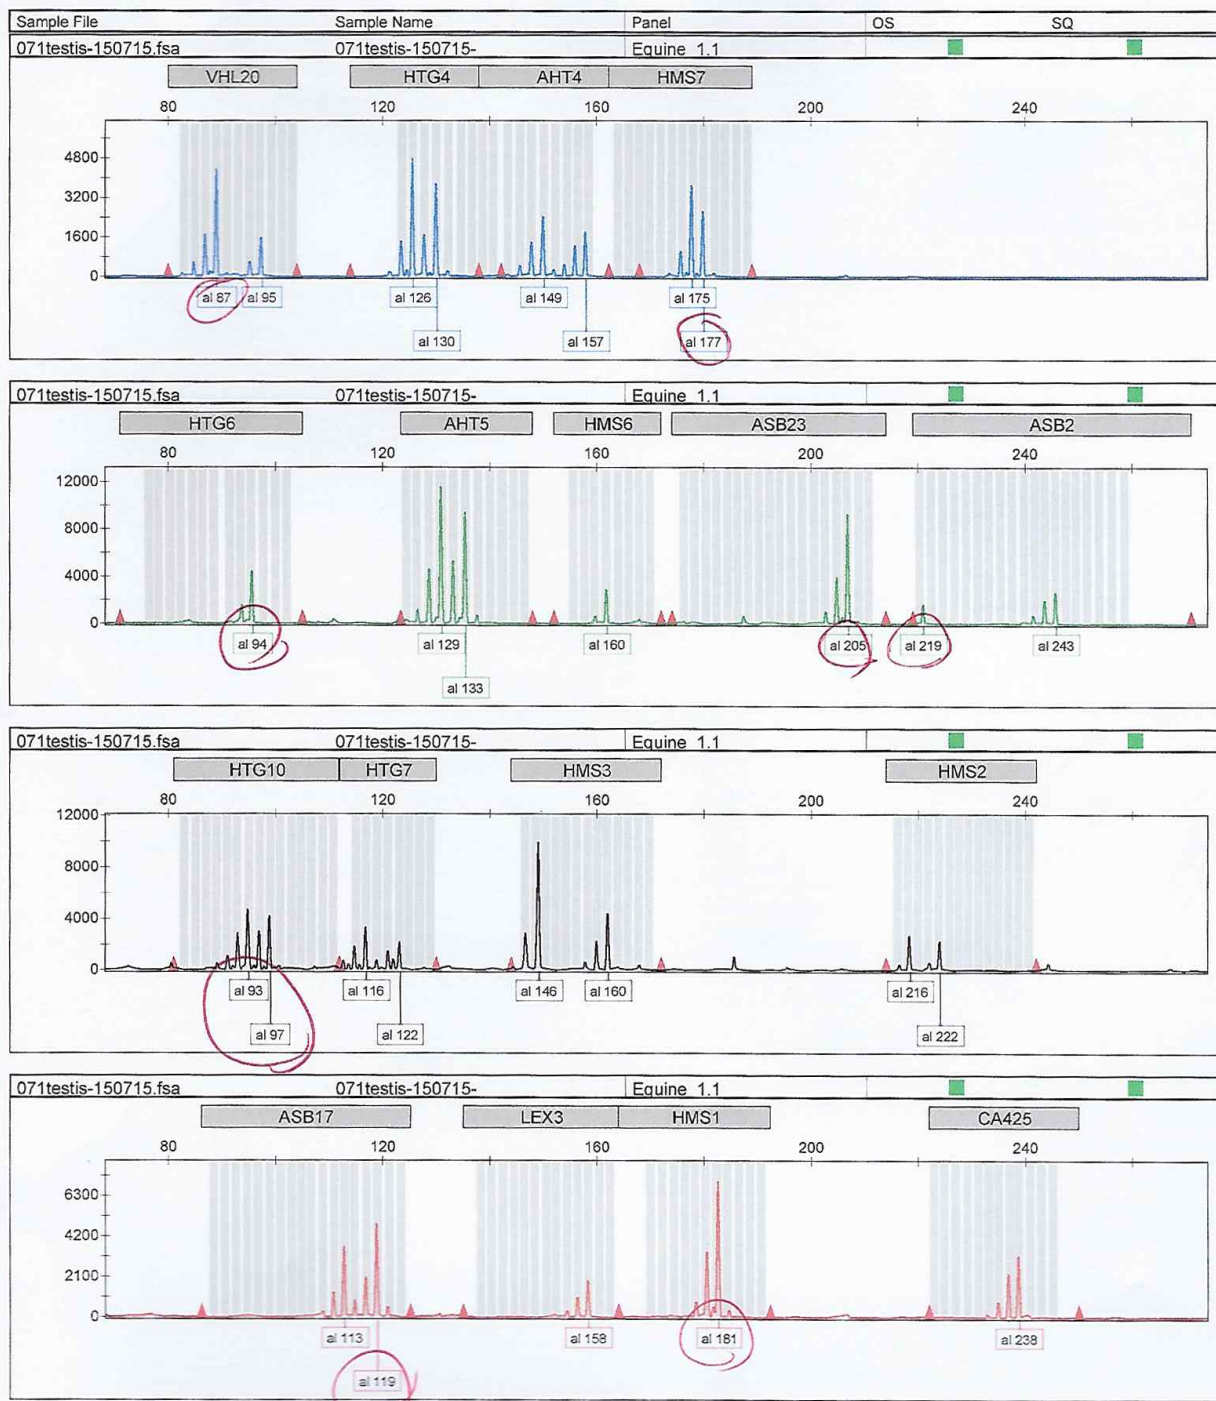 Sample File Sample Name Panel OS SQ
071testis-150715.fsa 071testis-150715- Equine 1.1
VHL20 HTG4 AHT4 HMS7
80 120 160 200 240
4800
3200
1600
0
al 87 al 95 al 126 al 149 al 175
al 130 al 157 al 177
071testis-150715.fsa 071testis-150715- Equine 1.1
HTG6 AHT5 HMS6 ASB23 ASB2
80 120 160 200 240
12000
8000
4000
0
al 94 al 129 al 160 al 205 al 219 al 243
al 133
071testis-150715.fsa 071testis-150715- Equine 1.1
HTG10 HTG7 HMS3 HMS2
80 120 160 200 240
12000
8000
4000
0
al 93 al 116 al 146 al 160 al 216
al 97 al 122 al 222
071testis-150715.fsa 071testis-150715- Equine 1.1
ASB17 LEX3 HMS1 CA425
80 120 160 200 240
6300
4200
2100
0
al 113 al 158 al 181 al 238
al 119